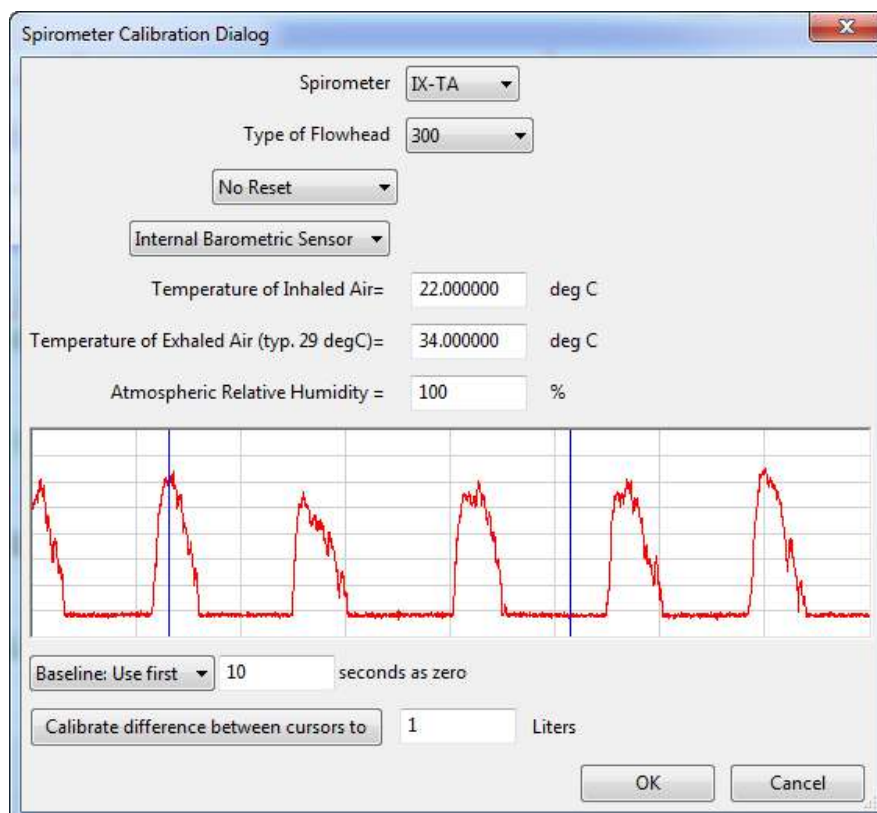 Spirometer Calibration Dialog
Spirometer IX-TA
Type of Flowhead 300
No Reset
Internal Barometric Sensor
Temperature of Inhaled Air= 22.000000 deg C
Temperature of Exhaled Air (typ. 29 degC)= 34.000000 deg C
Atmospheric Relative Humidity = 100 %
Baseline: Use first 10 seconds as zero
Calibrate difference between cursors to 1 Liters
OK Cancel